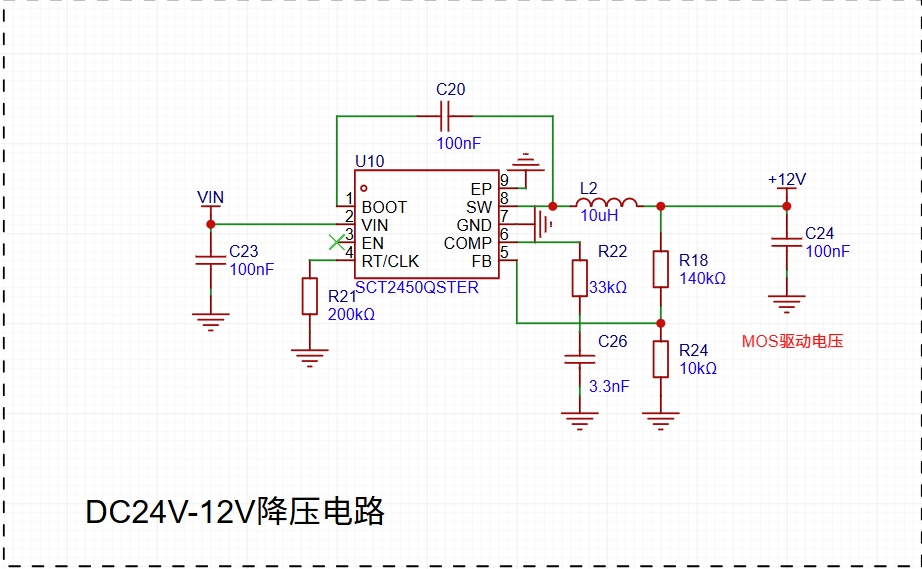 C20
100nF
U10
1
BOOT
2
VIN
3
EN
4
RT/CLK
EP
9
SW
8
GND
7
COMP
6
FB
5
SCT2450QSTER
VIN
C23
100nF
R21
200kΩ
L2
10uH
+12V
R22
33kΩ
R18
140kΩ
C24
100nF
C26
3.3nF
R24
10kΩ
MOS驱动电压
DC24V-12V降压电路